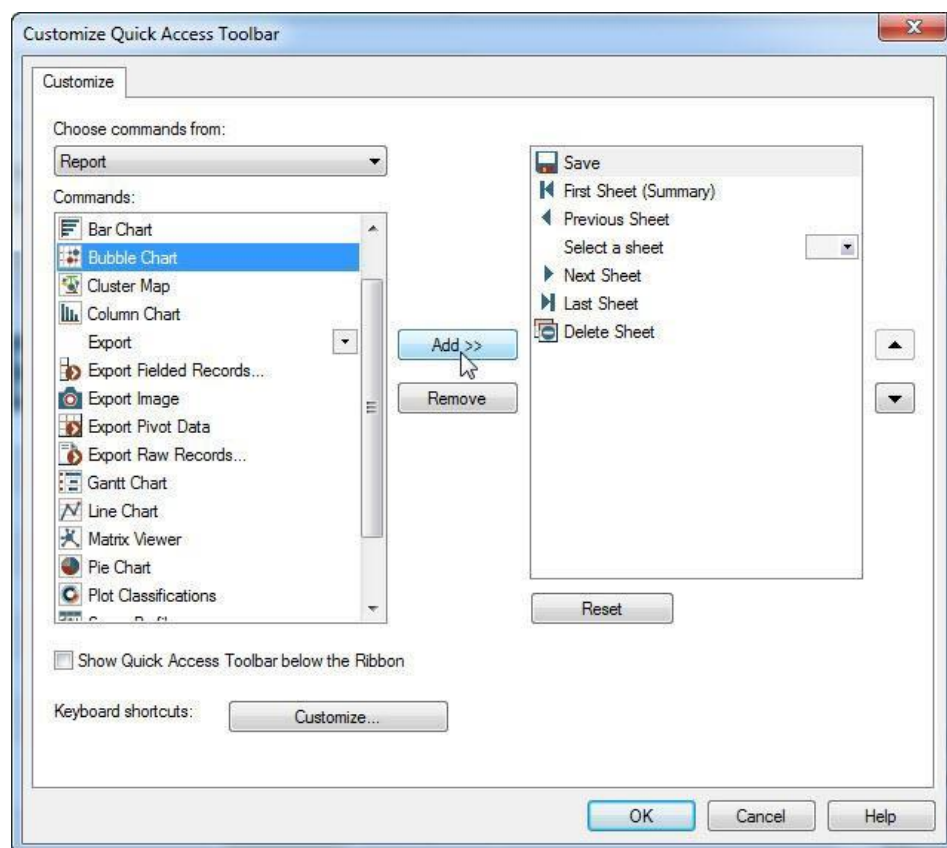 Customize Quick Access Toolbar
Customize
Choose commands from:
Report
Commands:
Bar Chart
Bubble Chart
Cluster Map
Column Chart
Export
Export Fielded Records...
Export Image
Export Pivot Data
Export Raw Records...
Gantt Chart
Line Chart
Matrix Viewer
Pie Chart
Plot Classifications
Add >>
Remove
Save
First Sheet (Summary)
Previous Sheet
Select a sheet
Next Sheet
Last Sheet
Delete Sheet
Reset
Show Quick Access Toolbar below the Ribbon
Keyboard shortcuts:
Customize...
OK
Cancel
Help